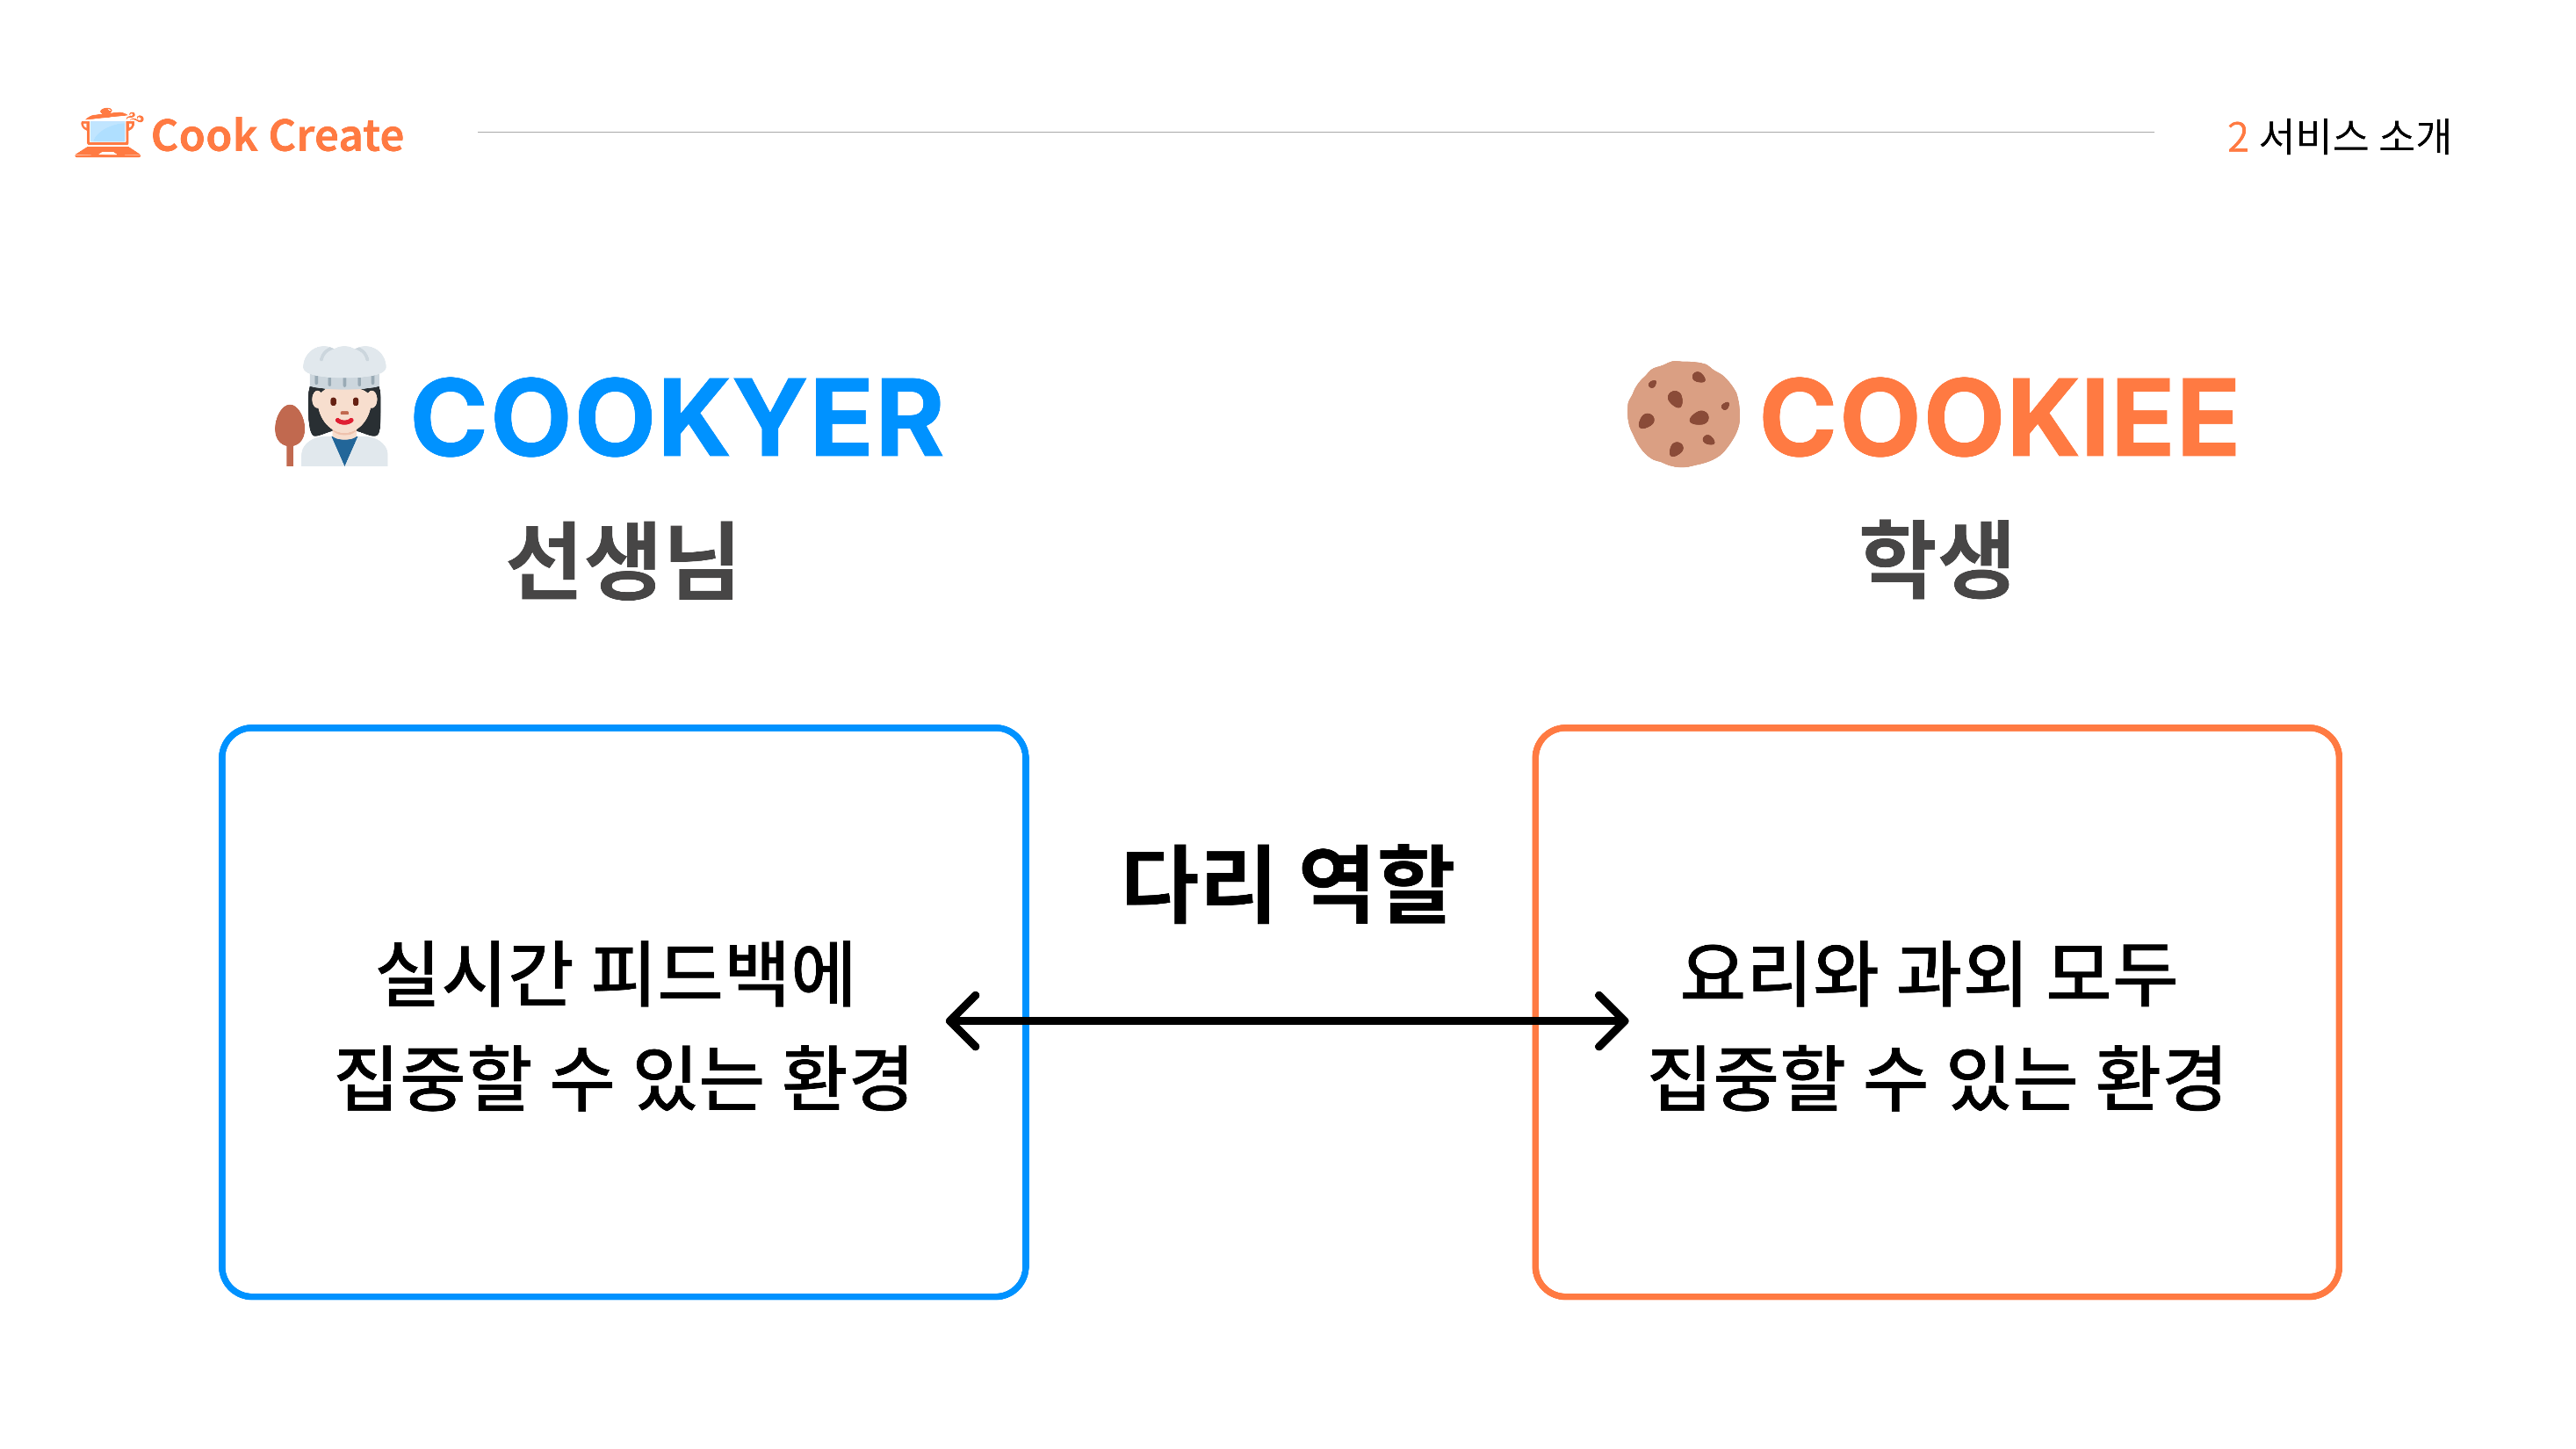 Cook Create
2 서비스 소개
COOKYER
COOKIEE
선생님
학생
다리 역할
실시간 피드백에
집중할 수 있는 환경
요리와 과외 모두
집중할 수 있는 환경